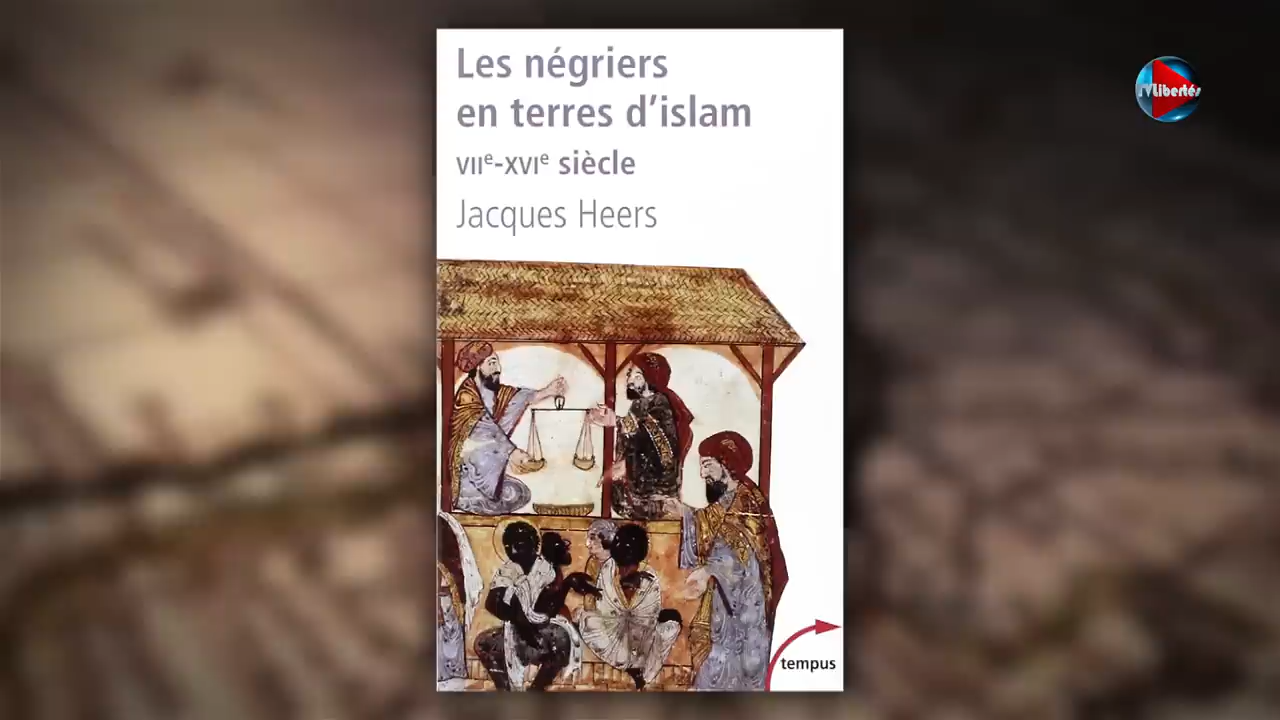 Les négriers
en terres d'islam
VIIe-XVIe siècle
Jacques Heers
TVLibertés
tempus